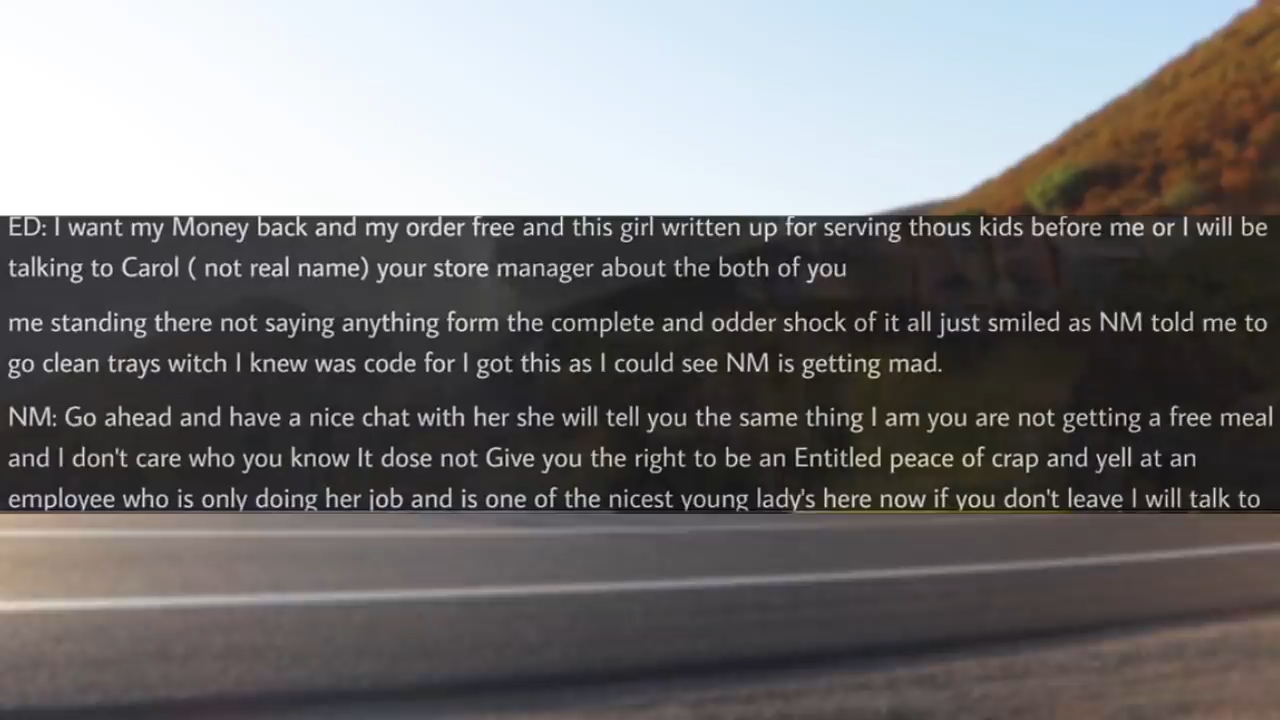 ED: I want my Money back and my order free and this girl written up for serving thous kids before me or I will be
talking to Carol ( not real name) your store manager about the both of you
me standing there not saying anything form the complete and odder shock of it all just smiled as NM told me to
go clean trays witch I knew was code for I got this as I could see NM is getting mad.
NM: Go ahead and have a nice chat with her she will tell you the same thing I am you are not getting a free meal
and I don't care who you know It dose not Give you the right to be an Entitled peace of crap and yell at an
employee who is only doing her job and is one of the nicest young lady's here now if you don't leave I will talk to